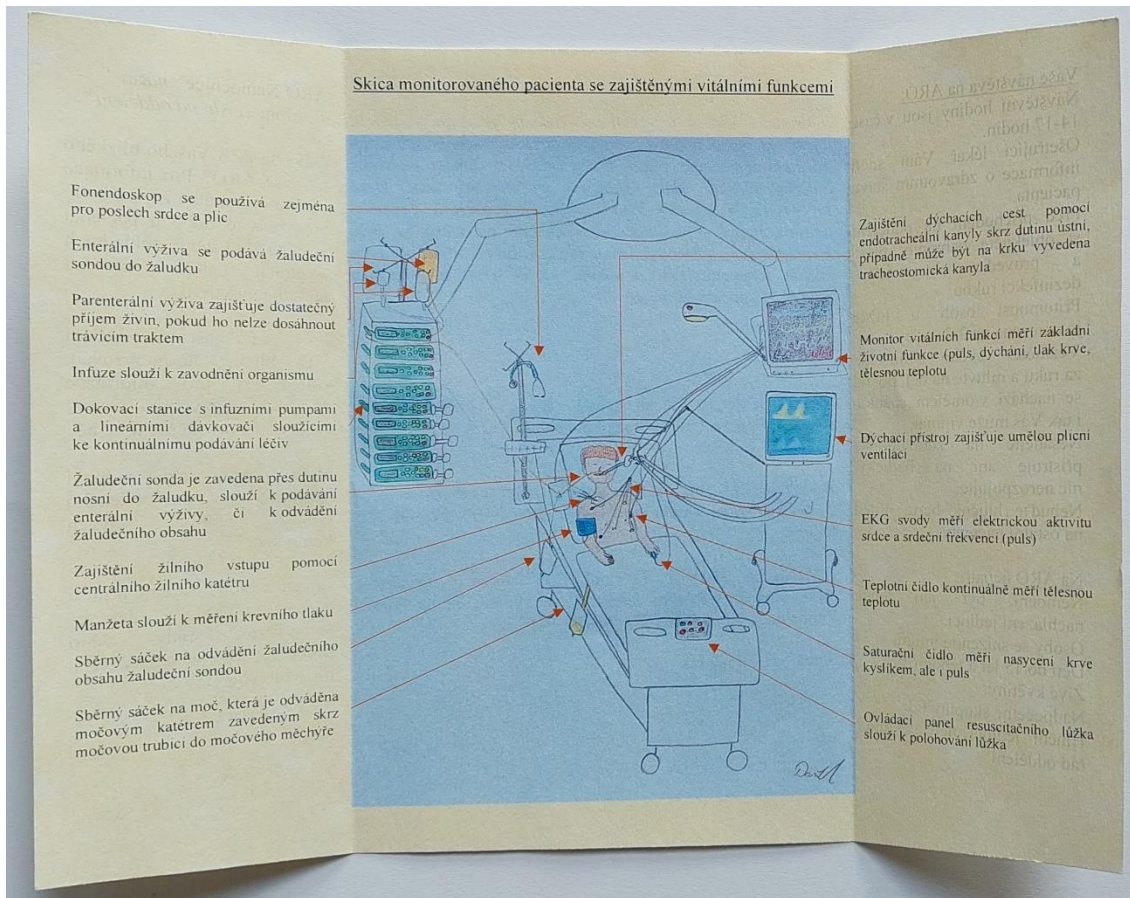 Skica monitorovaného pacienta se zajištěnými vitálními funkcemi
Fonendoskop se používá zejména
pro poslech srdce a plic
Enterální výživa se podává žaludeční
sondou do žaludku
Parenterální výživa zajišťuje dostatečný
příjem živin, pokud ho nelze dosáhnout
trávicím traktem
Infuze slouží k zavodnění organismu
Dokovací stanice s infuzními pumpami
a lineárními dávkovači sloužícími
ke kontinuálnímu podávání léčiv
Žaludeční sonda je zavedena přes dutinu
nosní do žaludku, slouží k podávání
enterální výživy, či k odvádění
žaludečního obsahu
Zajištění žilního vstupu pomocí
centrálního žilního katétru
Manžeta slouží k měření krevního tlaku
Sběrný sáček na odvádění žaludečního
obsahu žaludeční sondou
Sběrný sáček na moč, která je odváděna
močovým katétrem zavedeným skrz
močovou trubici do močového měchýře
Zajištění dýchacích cest pomocí
endotracheální kanyly skrz dutinu ústní,
případně může být na krku vyvedena
tracheostomická kanyla
Monitor vitálních funkcí měří základní
životní funkce (puls, dýchání, tlak krve,
tělesnou teplotu
Dýchací přístroj zajišťuje umělou plicní
ventilaci
EKG svody měří elektrickou aktivitu
srdce a srdeční frekvenci (puls)
Teplotní čidlo kontinuálně měří tělesnou
teplotu
Saturační čidlo měří nasycení krve
kyslíkem, ale i puls
Ovládací panel resuscitačního lůžka
slouží k polohování lůžka